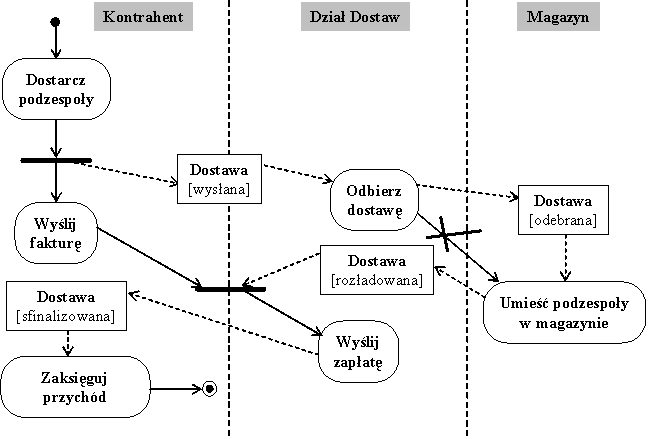 Kontrahent
Dział Dostaw
Magazyn
Dostarcz
podzespoły
Dostawa
[wysłana]
Odbierz
dostawę
Dostawa
[odebrana]
Wyślij
fakturę
Dostawa
[rozładowana]
Dostawa
[sfinalizowana]
Umieść podzespoły
w magazynie
Wyślij
zapłatę
Zaksięguj
przychód